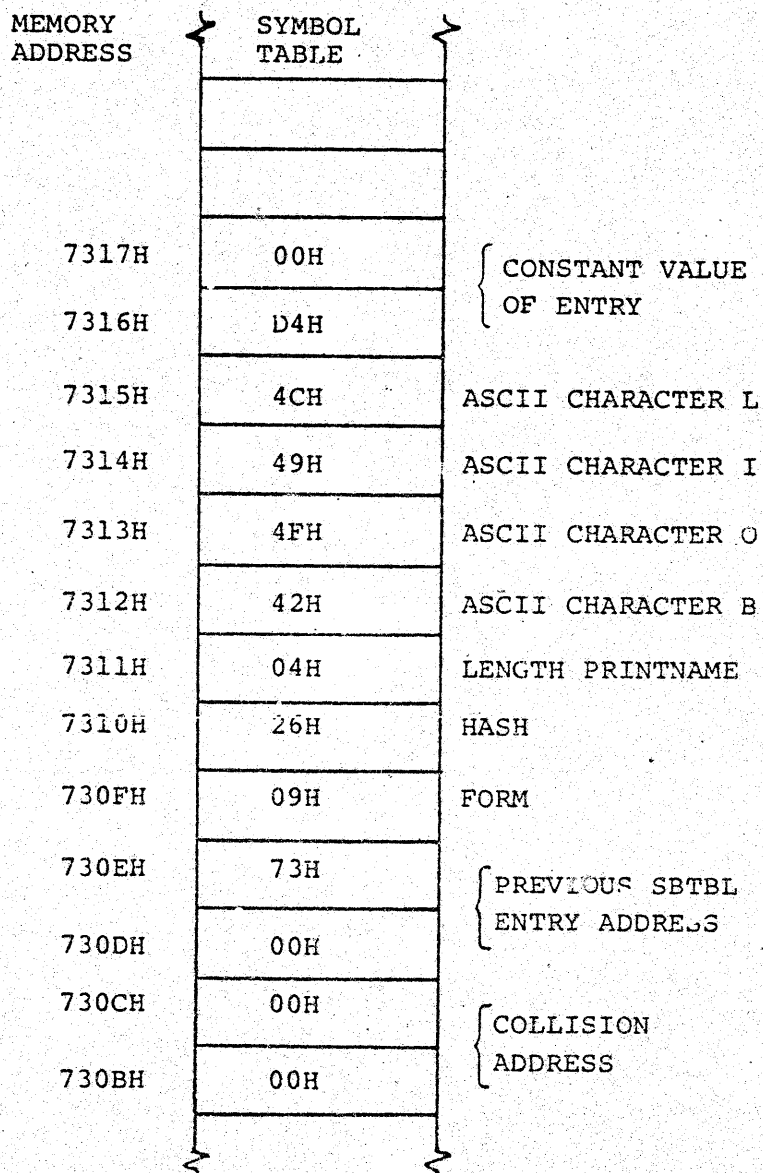 MEMORY ADDRESS
SYMBOL TABLE
7317H 00H
CONSTANT VALUE OF ENTRY
7316H D4H
7315H 4CH ASCII CHARACTER L
7314H 49H ASCII CHARACTER I
7313H 4FH ASCII CHARACTER O
7312H 42H ASCII CHARACTER B
7311H 04H LENGTH PRINTNAME
7310H 26H HASH
730FH 09H FORM
730EH 73H
PREVIOUS SBTBL ENTRY ADDRESS
730DH 00H
730CH 00H
COLLISION ADDRESS
730BH 00H